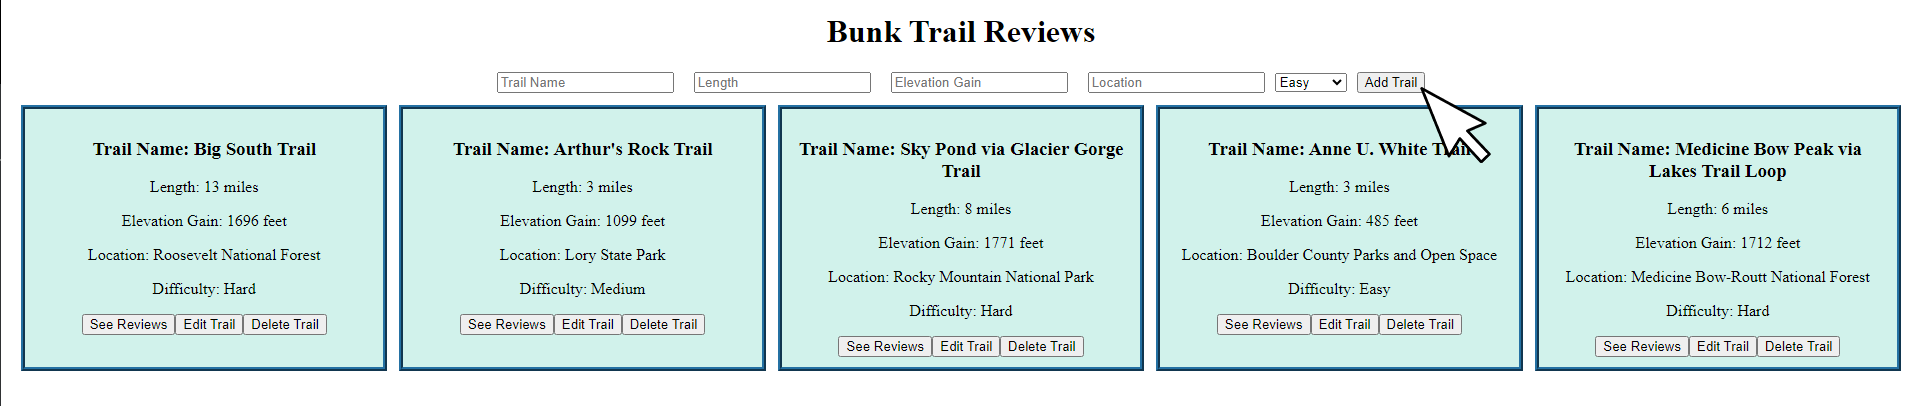 Bunk Trail Reviews
Trail Name Length Elevation Gain Location Easy Add Trail
Trail Name: Big South Trail
Length: 13 miles
Elevation Gain: 1696 feet
Location: Roosevelt National Forest
Difficulty: Hard
See Reviews Edit Trail Delete Trail
Trail Name: Arthur's Rock Trail
Length: 3 miles
Elevation Gain: 1099 feet
Location: Lory State Park
Difficulty: Medium
See Reviews Edit Trail Delete Trail
Trail Name: Sky Pond via Glacier Gorge
Trail
Length: 8 miles
Elevation Gain: 1771 feet
Location: Rocky Mountain National Park
Difficulty: Hard
See Reviews Edit Trail Delete Trail
Trail Name: Anne U. White Trail
Length: 3 miles
Elevation Gain: 485 feet
Location: Boulder County Parks and Open Space
Difficulty: Easy
See Reviews Edit Trail Delete Trail
Trail Name: Medicine Bow Peak via
Lakes Trail Loop
Length: 6 miles
Elevation Gain: 1712 feet
Location: Medicine Bow-Routt National Forest
Difficulty: Hard
See Reviews Edit Trail Delete Trail